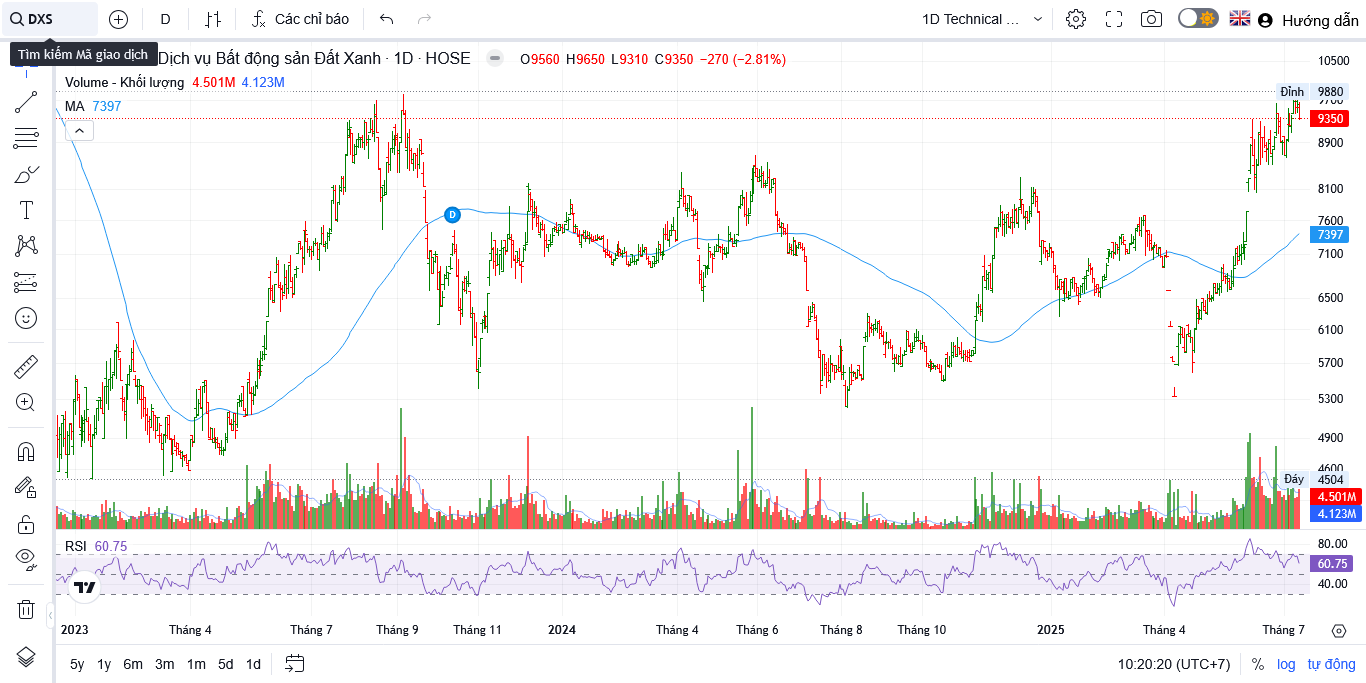 DXS
D
Các chỉ báo
1D Technical ...
Hướng dẫn
Tìm kiếm Mã giao dịch
Dịch vụ Bất động sản Đất Xanh · 1D · HOSE
O9560 H9650 L9310 C9350 −270 (−2.81%)
Volume - Khối lượng 4.501M 4.123M
MA 7397
D
10500
Đỉnh 9880
9700
9350
8900
8100
7600
7397
7100
6500
6100
5700
5300
4900
4600
Đáy 4504
4.501M
4.123M
RSI 60.75
80.00
60.75
40.00
2023 Tháng 4 Tháng 7 Tháng 9 Tháng 11 2024 Tháng 4 Tháng 6 Tháng 8 Tháng 10 2025 Tháng 4 Tháng 7
5y 1y 6m 3m 1m 5d 1d
10:20:20 (UTC+7) % log tự động